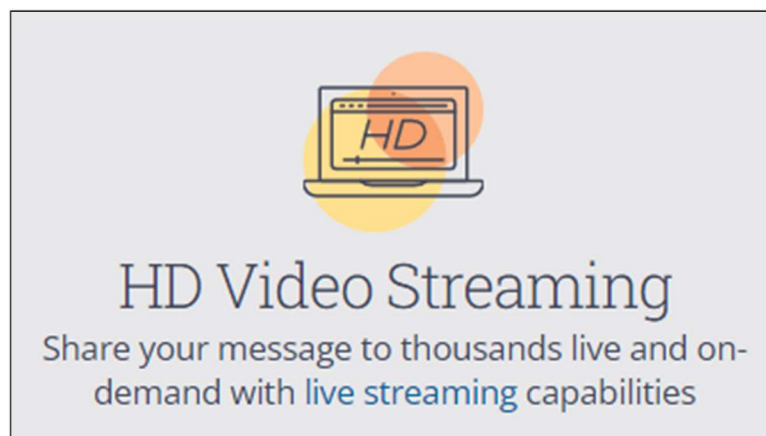 HD
HD Video Streaming
Share your message to thousands live and on-
demand with live streaming capabilities